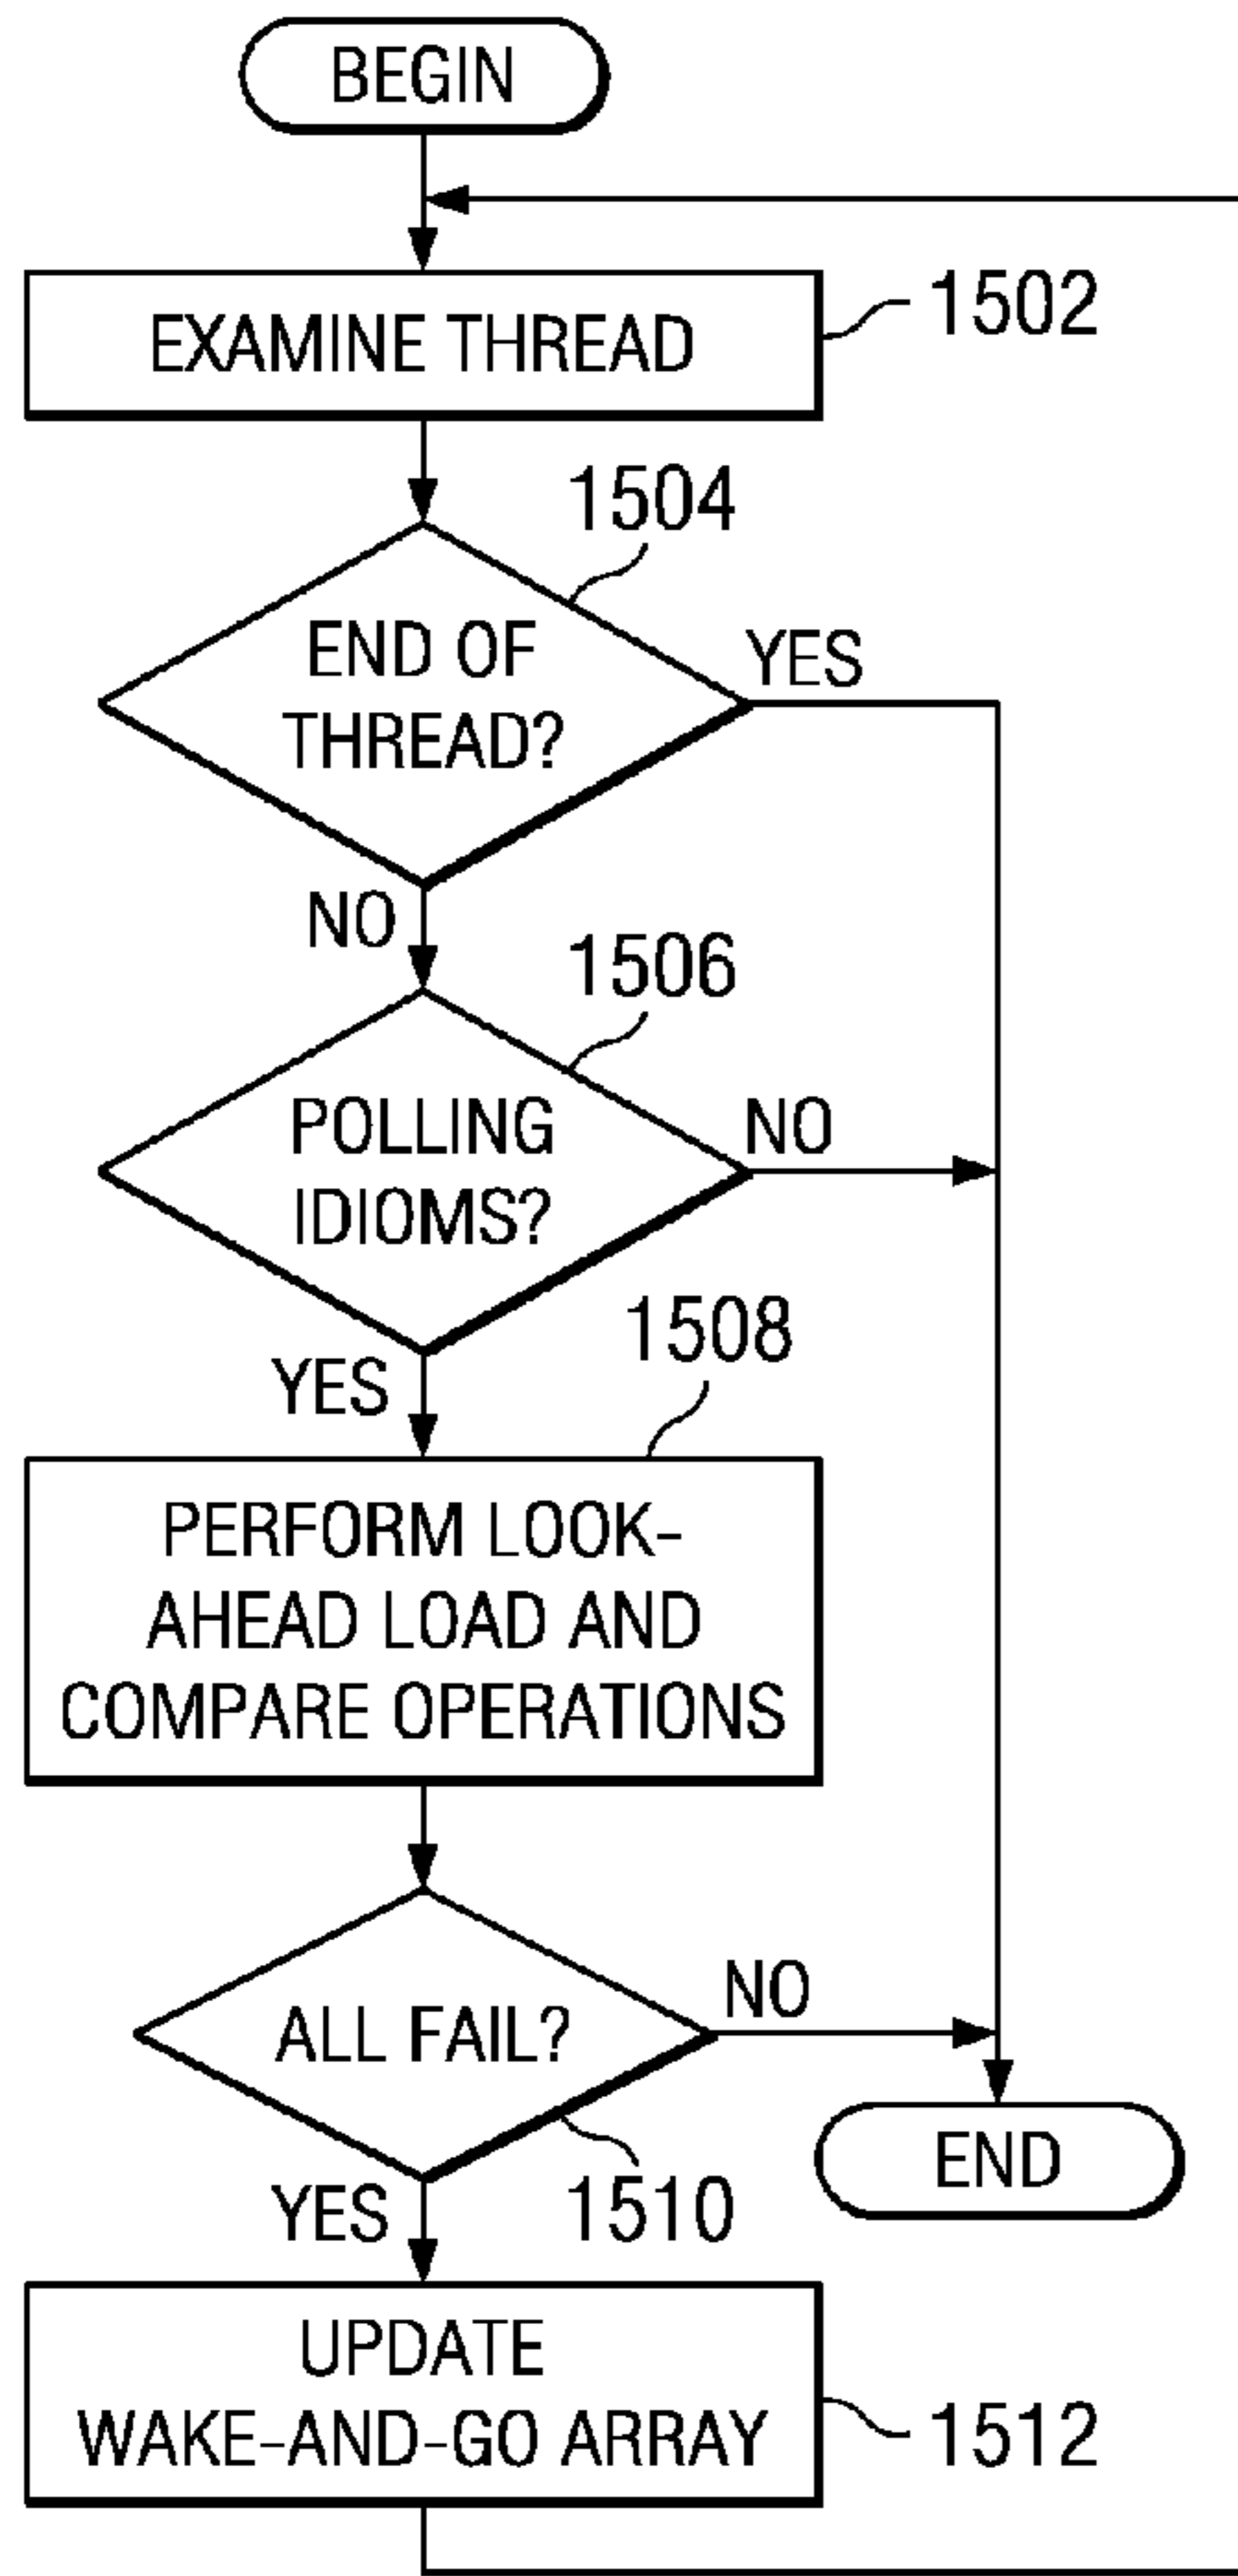 BEGIN
EXAMINE THREAD
1502
1504
END OF
THREAD?
YES
NO
1506
POLLING
IDIOMS?
NO
YES
1508
PERFORM LOOK-
AHEAD LOAD AND
COMPARE OPERATIONS
ALL FAIL?
NO
YES
1510
END
UPDATE
WAKE-AND-GO ARRAY
1512